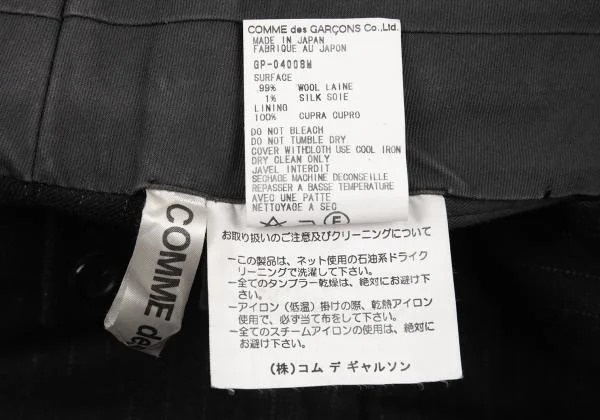 COMME des GARÇONS Co.,Ltd.
MADE IN JAPAN
FABRIQUE AU JAPON
GP-04008M
SURFACE
99% WOOL LAINE
1% SILK SOIE
LINING
100% CUPRA CUPRO
DO NOT BLEACH
DO NOT TUMBLE DRY
COVER WITHCLOTH USE COOL IRON
DRY CLEAN ONLY
JAVEL INTERDIT
SECHAGE MACHINE DECONSEILLE
REPASSER A BASSE TEMPERATURE
AVEC UNE PATTE
NETTOYAGE A SEC
F
COMME des
お取り扱いのご注意及びクリーニングについて
－この製品は、ネット使用の石油系ドライク
リーニングで洗濯して下さい。
－全てのタンブラー乾燥は、絶対にお避け
下さい。
－アイロン（低温）掛けの際、乾熱アイロン
使用で、必ず当て布をして下さい。
－全てのスチームアイロンの使用は、絶対に
お避け下さい。
（株）コム デ ギャルソン